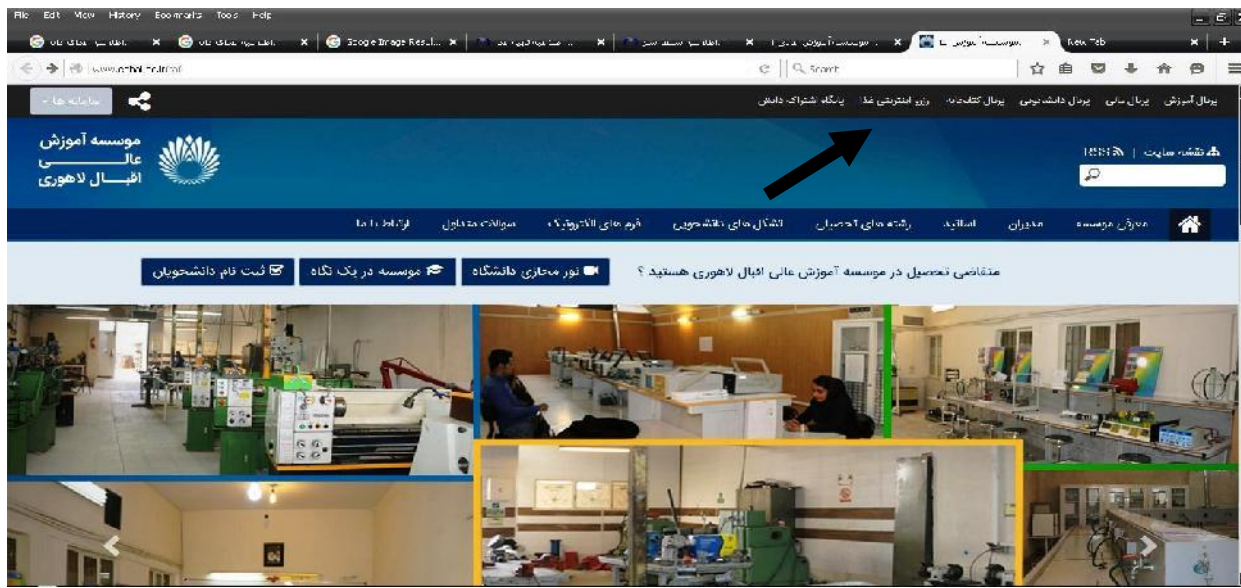 File Edit View History Bookmarks Tools Help
Google Image Resul...
New Tab
Search
پرتال آموزش پرتال مالی پرتال دانشجویی پرتال کتابخانه رزرو اینترنتی غذا پایگاه اشتراک دانش
سامانه ها
نقشه سایت | RSS
موسسه آموزش
عالــــــــــی
اقبـــــال لاهوری
معرفی موسسه مدیران اساتید رشته های تحصیلی تشکل های دانشجویی فرم های الکترونیک سوالات متداول ارتباط با ما
متقاضی تحصیل در موسسه آموزش عالی اقبال لاهوری هستید ؟ تور مجازی دانشگاه موسسه در یک نگاه ثبت نام دانشجویان